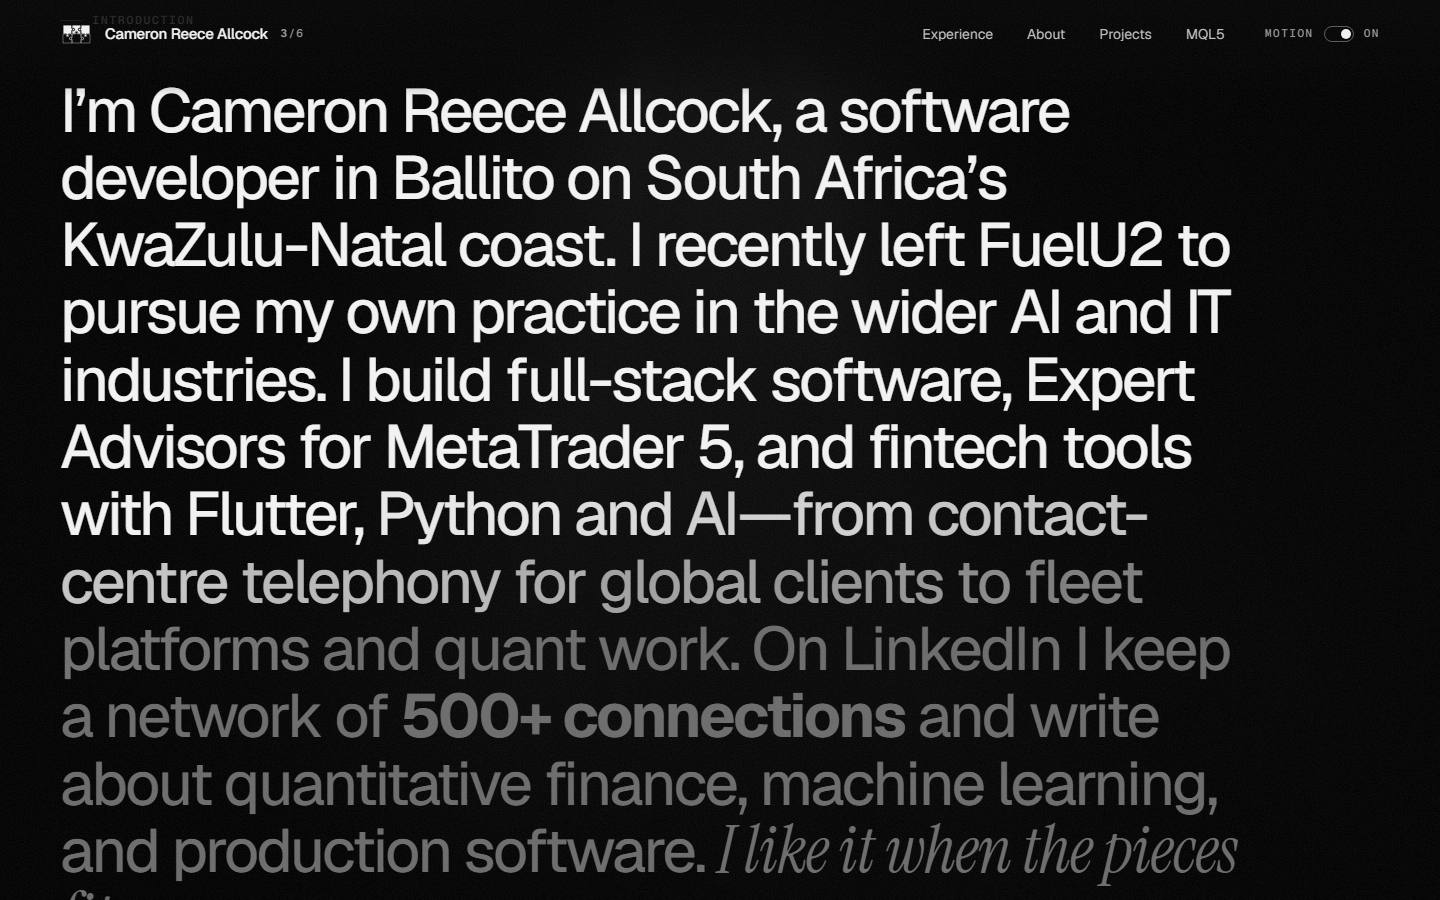 INTRODUCTION
Cameron Reece Allcock 3/6
Experience About Projects MQL5 MOTION ON
I’m Cameron Reece Allcock, a software
developer in Ballito on South Africa’s
KwaZulu-Natal coast. I recently left FuelU2 to
pursue my own practice in the wider AI and IT
industries. I build full-stack software, Expert
Advisors for MetaTrader 5, and fintech tools
with Flutter, Python and AI—from contact-
centre telephony for global clients to fleet
platforms and quant work. On LinkedIn I keep
a network of 500+ connections and write
about quantitative finance, machine learning,
and production software. I like it when the pieces